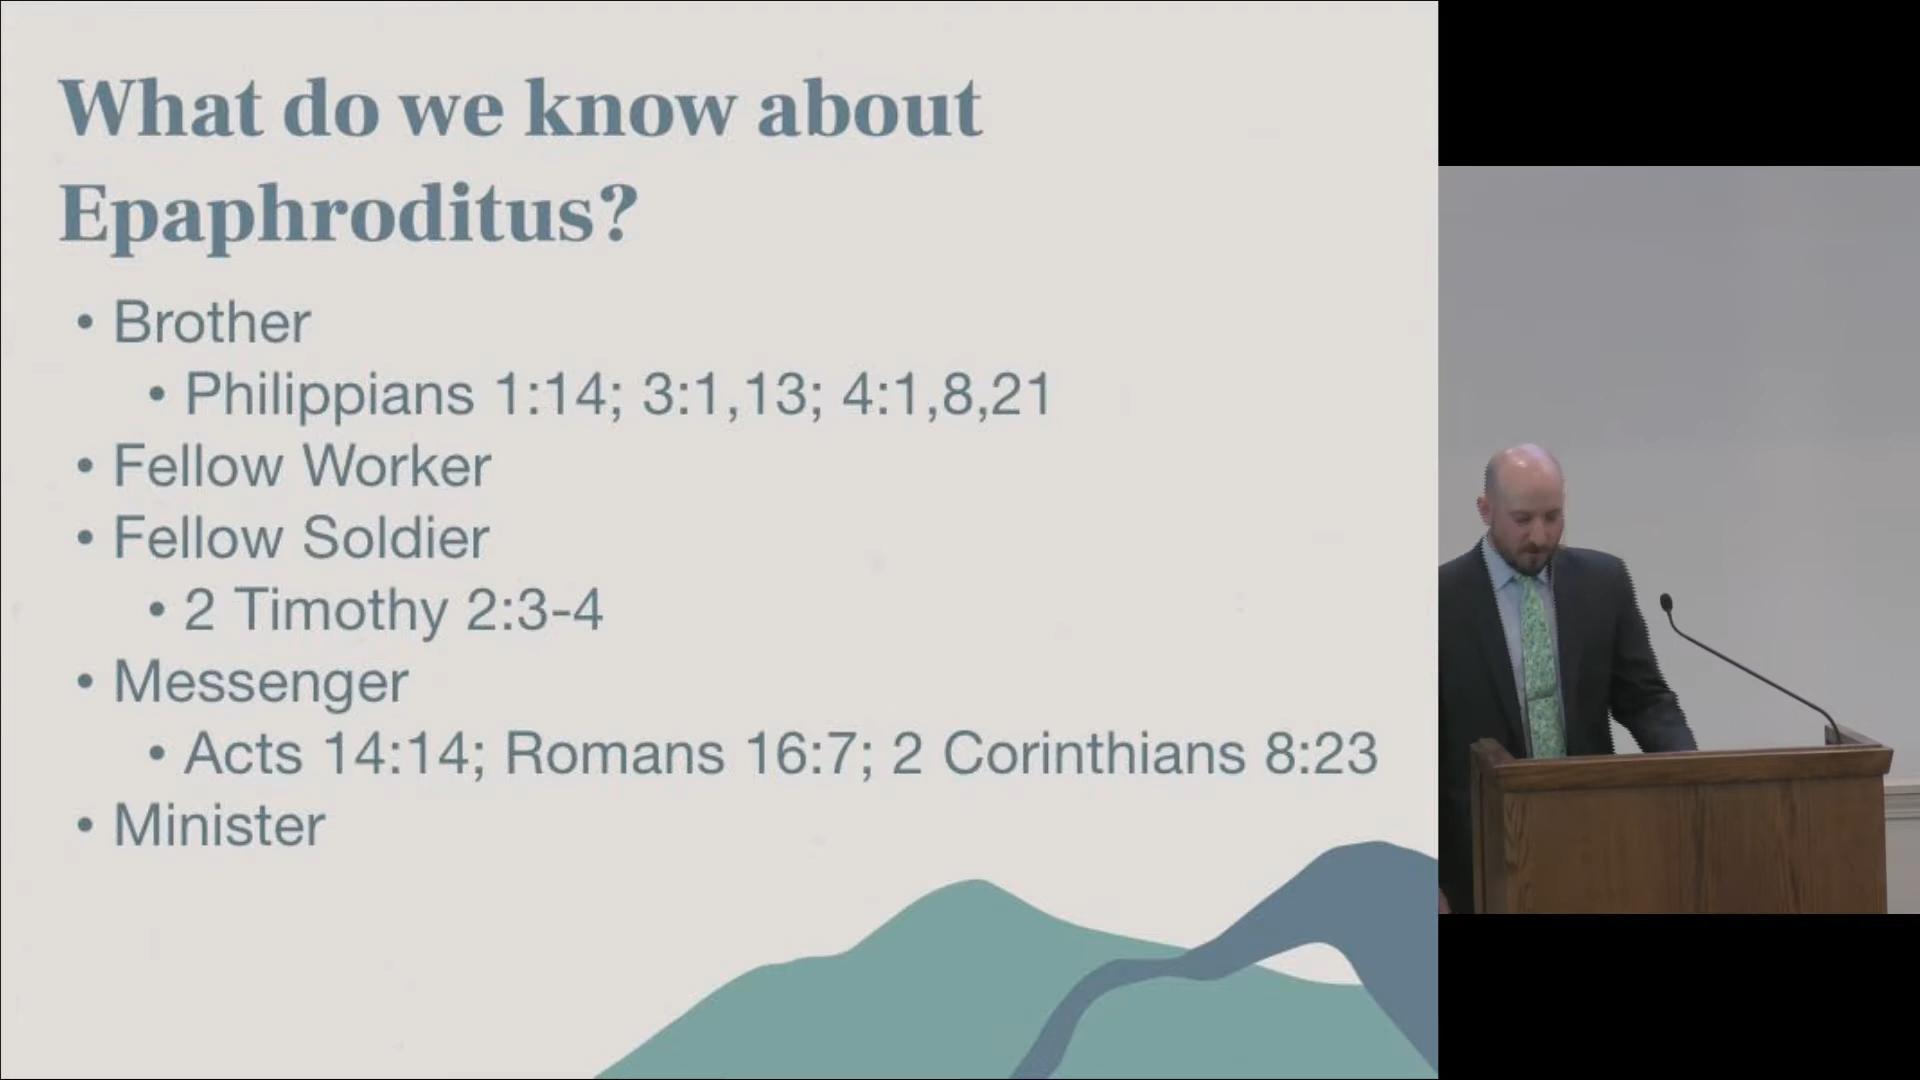 What do we know about
Epaphroditus?
• Brother
• Philippians 1:14; 3:1,13; 4:1,8,21
• Fellow Worker
• Fellow Soldier
• 2 Timothy 2:3-4
• Messenger
• Acts 14:14; Romans 16:7; 2 Corinthians 8:23
• Minister